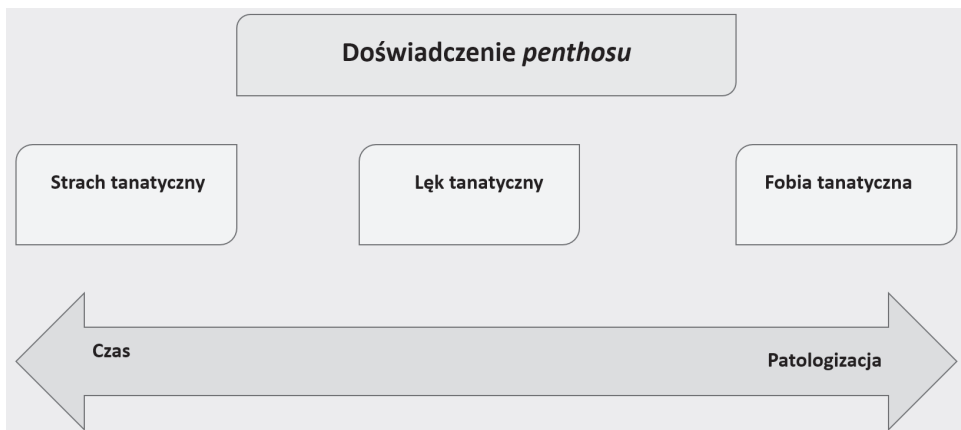 Doświadczenie penthosu
Strach tanatyczny
Lęk tanatyczny
Fobia tanatyczna
Czas
Patologizacja